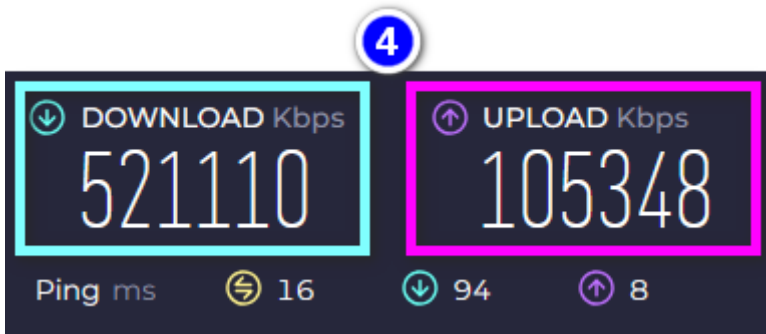 4
DOWNLOAD Kbps
521110
UPLOAD Kbps
105348
Ping ms 16 94 8